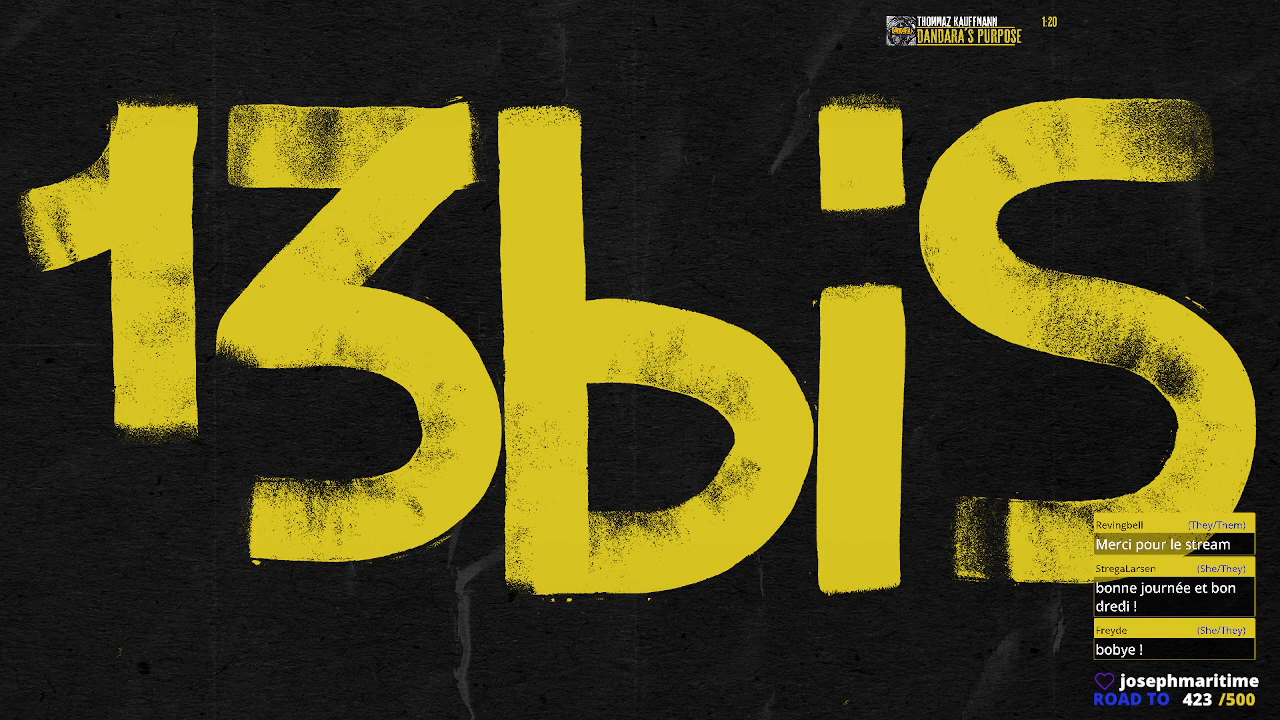 THOMMAZ KAUFFMANN
1:20
DANDARA'S PURPOSE
13bis
Revingbell (They/Them)
Merci pour le stream
StregaLarsen (She/They)
bonne journée et bon
dredi !
Freyde (She/They)
bobye !
josephmaritime
ROAD TO 423 /500